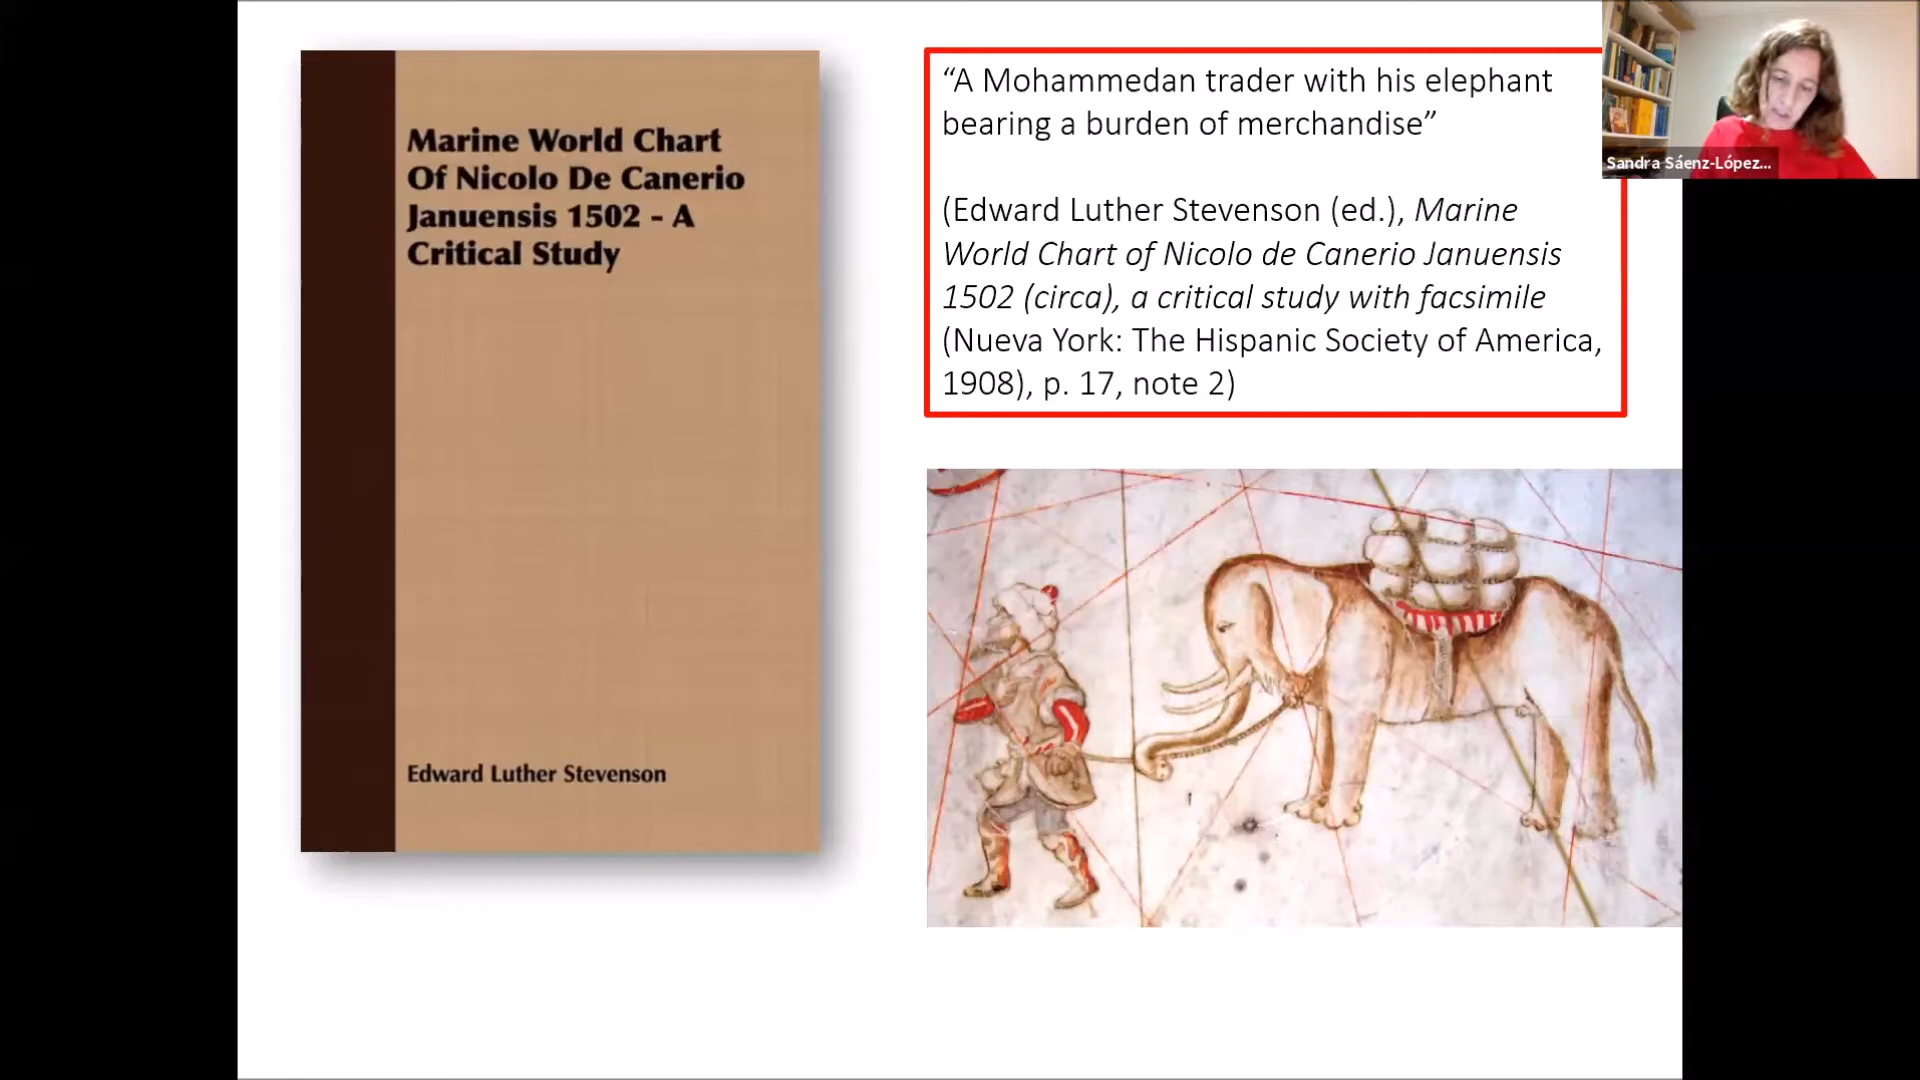 Marine World Chart
Of Nicolo De Canerio
Januensis 1502 - A
Critical Study
Edward Luther Stevenson
“A Mohammedan trader with his elephant
bearing a burden of merchandise”
(Edward Luther Stevenson (ed.), Marine
World Chart of Nicolo de Canerio Januensis
1502 (circa), a critical study with facsimile
(Nueva York: The Hispanic Society of America,
1908), p. 17, note 2)
Sandra Sáenz-López...